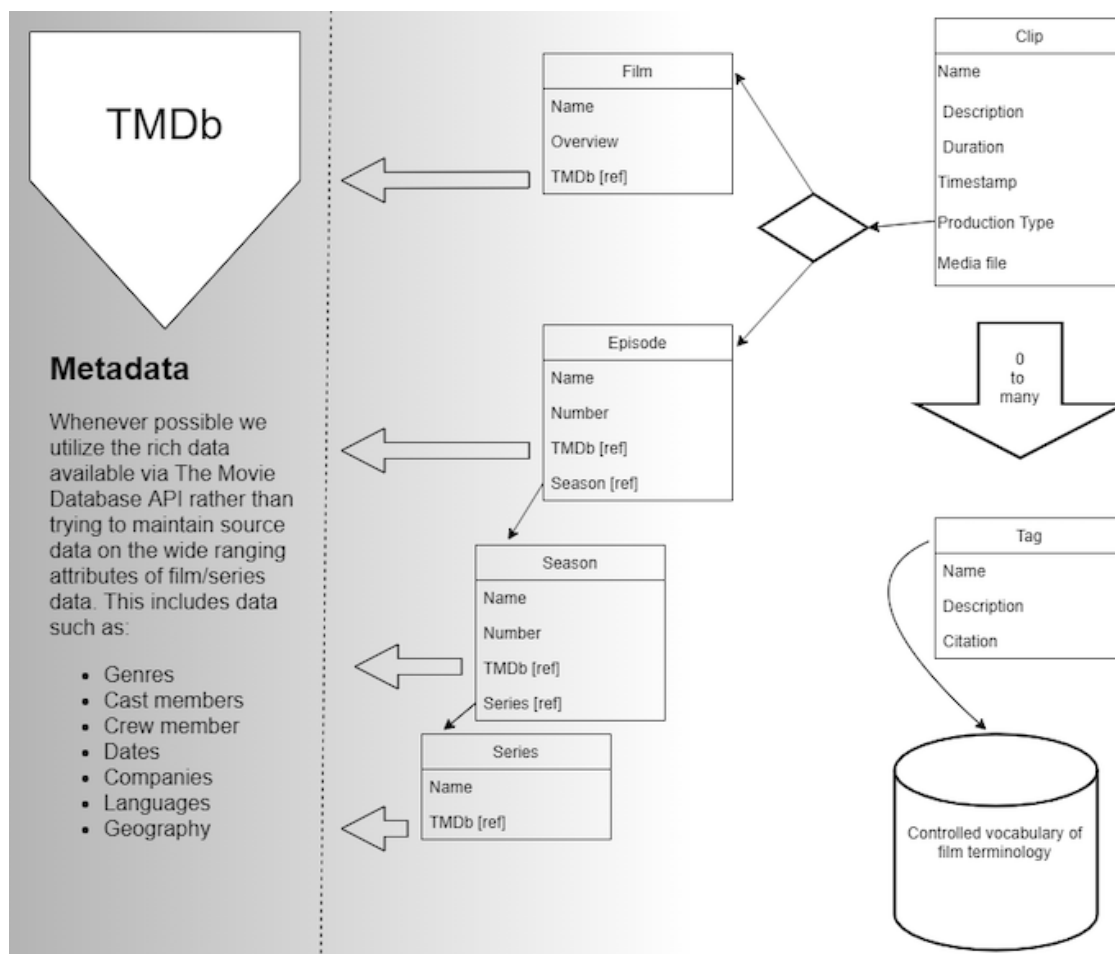 TMDb
Metadata
Whenever possible we
utilize the rich data
available via The Movie
Database API rather than
trying to maintain source
data on the wide ranging
attributes of film/series
data. This includes data
such as:
• Genres
• Cast members
• Crew member
• Dates
• Companies
• Languages
• Geography
Film
Name
Overview
TMDb [ref]
Episode
Name
Number
TMDb [ref]
Season [ref]
Season
Name
Number
TMDb [ref]
Series [ref]
Series
Name
TMDb [ref]
Clip
Name
Description
Duration
Timestamp
Production Type
Media file
0
to
many
Tag
Name
Description
Citation
Controlled vocabulary of
film terminology